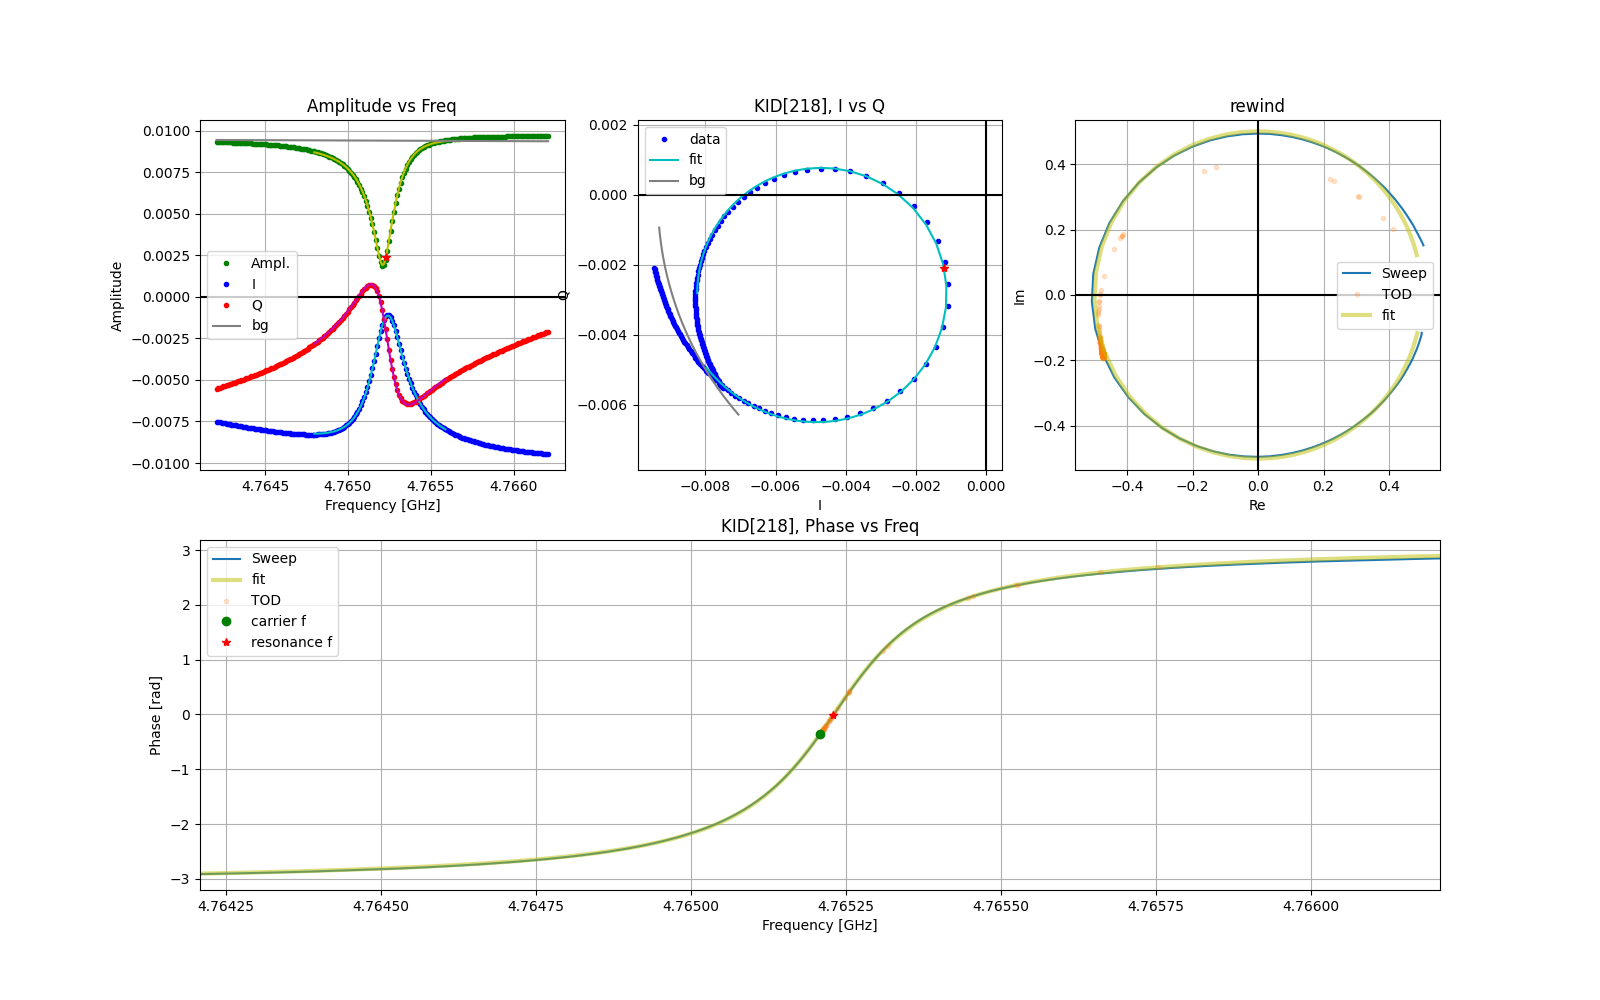 Amplitude vs Freq
0.0100
0.0075
0.0050
0.0025
0.0000
−0.0025
−0.0050
−0.0075
−0.0100
Amplitude
Ampl.
I
Q
bg
4.7645
4.7650
4.7655
4.7660
Frequency [GHz]
KID[218], I vs Q
0.002
0.000
−0.002
−0.004
−0.006
Q
data
fit
bg
−0.008
−0.006
−0.004
−0.002
0.000
I
rewind
0.4
0.2
0.0
−0.2
−0.4
Im
Sweep
TOD
fit
−0.4
−0.2
0.0
0.2
0.4
Re
KID[218], Phase vs Freq
3
2
1
0
−1
−2
−3
Phase [rad]
Sweep
fit
TOD
carrier f
resonance f
4.76425
4.76450
4.76475
4.76500
4.76525
4.76550
4.76575
4.76600
Frequency [GHz]